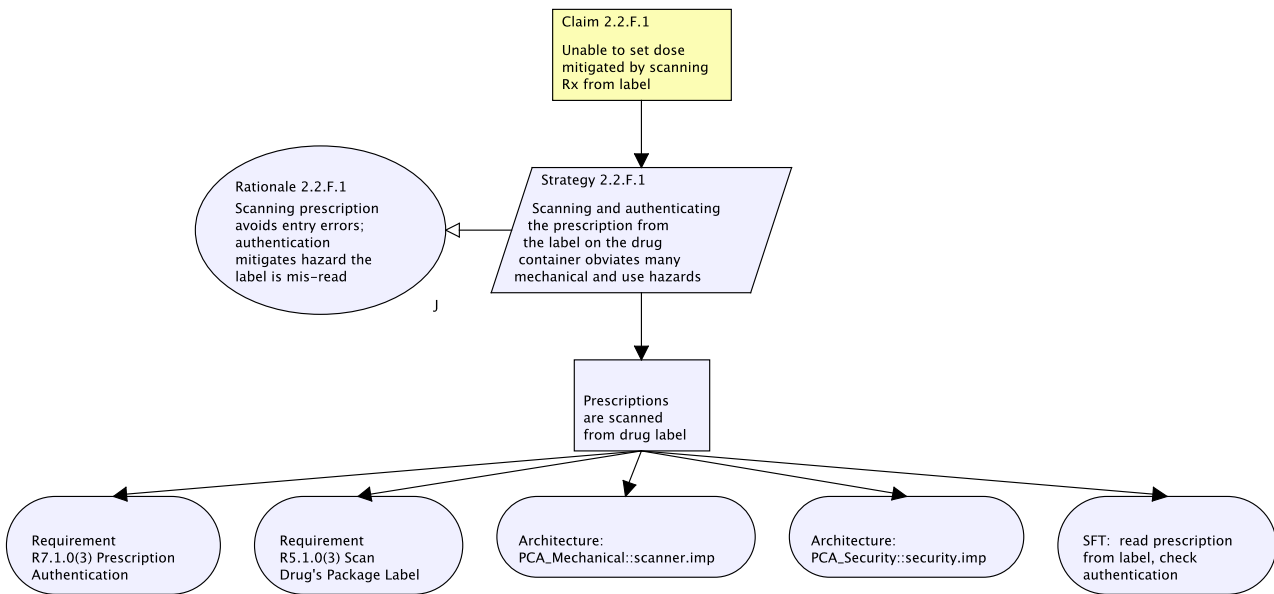 Claim 2.2.F.1
Unable to set dose
mitigated by scanning
Rx from label
Rationale 2.2.F.1
Scanning prescription
avoids entry errors;
authentication
mitigates hazard the
label is mis-read
J
Strategy 2.2.F.1
Scanning and authenticating
the prescription from
the label on the drug
container obviates many
mechanical and use hazards
Prescriptions
are scanned
from drug label
Requirement
R7.1.0(3) Prescription
Authentication
Requirement
R5.1.0(3) Scan
Drug's Package Label
Architecture:
PCA_Mechanical::scanner.imp
Architecture:
PCA_Security::security.imp
SFT:  read prescription
from label, check
authentication